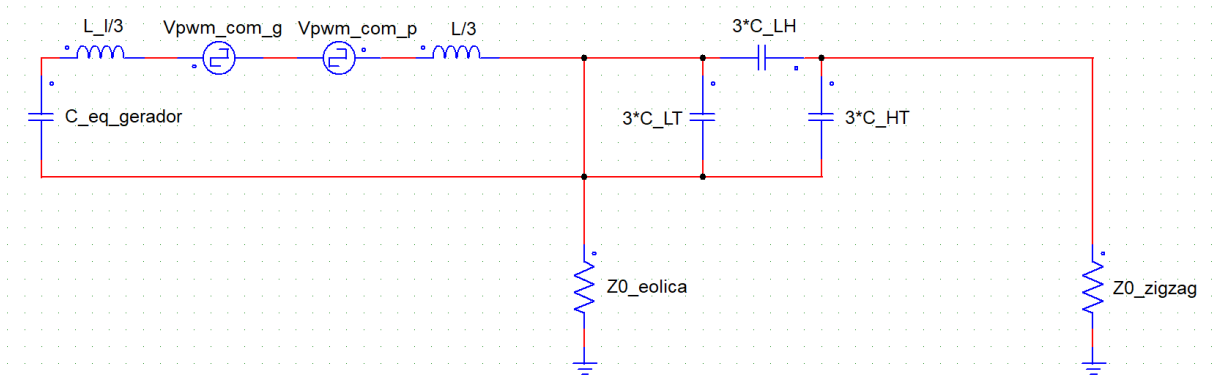 L_l/3
Vpwm_com_g
Vpwm_com_p
L/3
3*C_LH
C_eq_gerador
3*C_LT
3*C_HT
Z0_eolica
Z0_zigzag